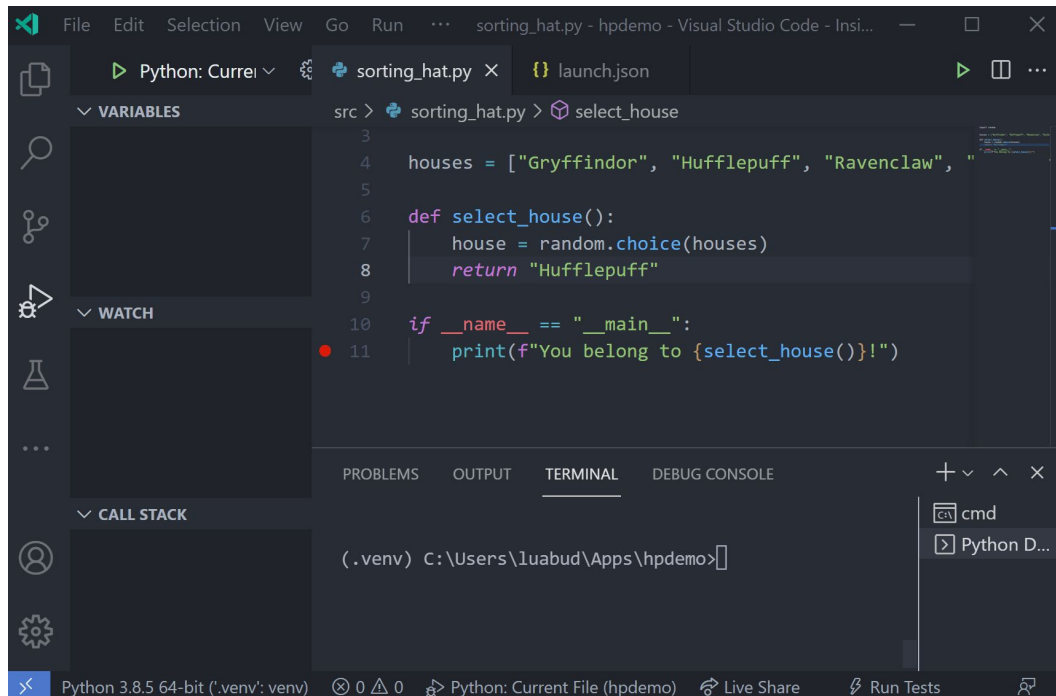 File Edit Selection View Go Run ··· sorting_hat.py - hpdemo - Visual Studio Code - Insi...
Python: Curre
sorting_hat.py
{} launch.json
VARIABLES
src > sorting_hat.py > select_house
3
4 houses = ["Gryffindor", "Hufflepuff", "Ravenclaw", "
5
6 def select_house():
7 house = random.choice(houses)
8 return "Hufflepuff"
9
10 if __name__ == "__main__":
11 print(f"You belong to {select_house()}!")
WATCH
PROBLEMS OUTPUT TERMINAL DEBUG CONSOLE
CALL STACK
(.venv) C:\Users\luabud\Apps\hpdemo>
cmd
Python D...
Python 3.8.5 64-bit ('.venv': venv) 0 0 Python: Current File (hpdemo) Live Share Run Tests